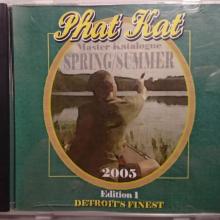 Phat Kat
Master Katalogue
SPRING/SUMMER
2005
Edition 1
DETROIT'S FINEST